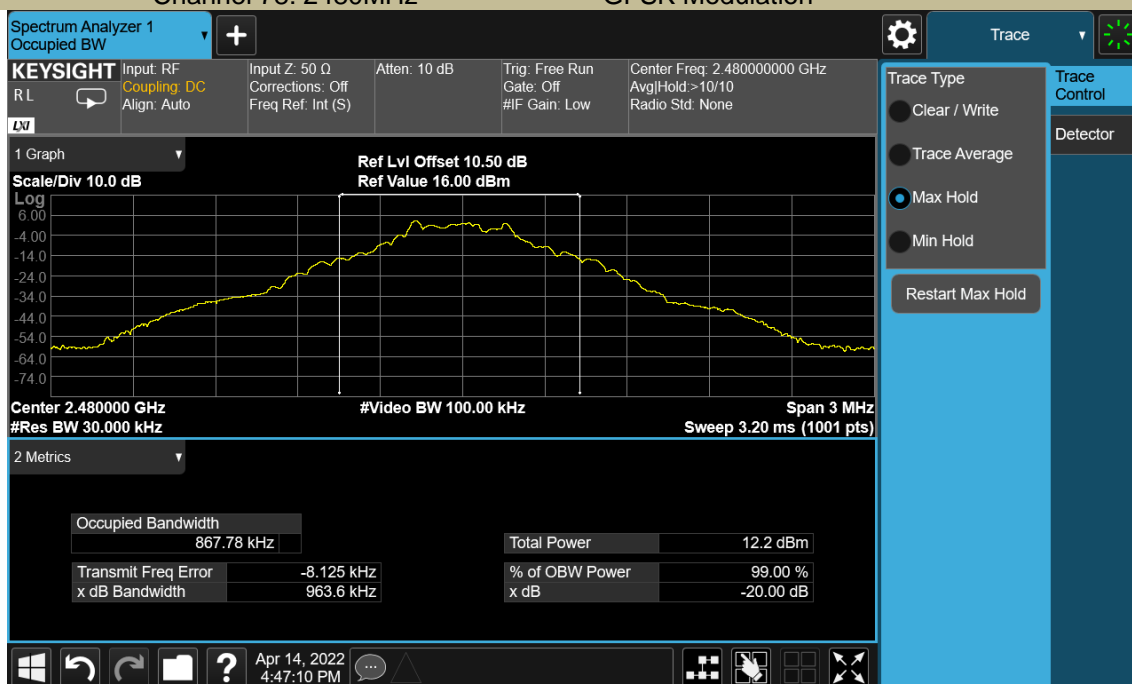 Channel 78: 2480MHz GFSK Modulation
Spectrum Analyzer 1
Occupied BW
+
Trace
KEYSIGHT
R L
LXI
Input: RF
Coupling: DC
Align: Auto
Input Z: 50 Ω
Corrections: Off
Freq Ref: Int (S)
Atten: 10 dB
Trig: Free Run
Gate: Off
#IF Gain: Low
Center Freq: 2.480000000 GHz
Avg|Hold:>10/10
Radio Std: None
Trace Type
Clear / Write
Trace Average
Max Hold
Min Hold
Restart Max Hold
Trace
Control
Detector
1 Graph
Scale/Div 10.0 dB
Ref Lvl Offset 10.50 dB
Ref Value 16.00 dBm
Log
6.00
-4.00
-14.0
-24.0
-34.0
-44.0
-54.0
-64.0
-74.0
Center 2.480000 GHz
#Res BW 30.000 kHz
#Video BW 100.00 kHz
Span 3 MHz
Sweep 3.20 ms (1001 pts)
2 Metrics
Occupied Bandwidth
867.78 kHz
Transmit Freq Error -8.125 kHz
x dB Bandwidth 963.6 kHz
Total Power 12.2 dBm
% of OBW Power 99.00 %
x dB -20.00 dB
?
Apr 14, 2022
4:47:10 PM